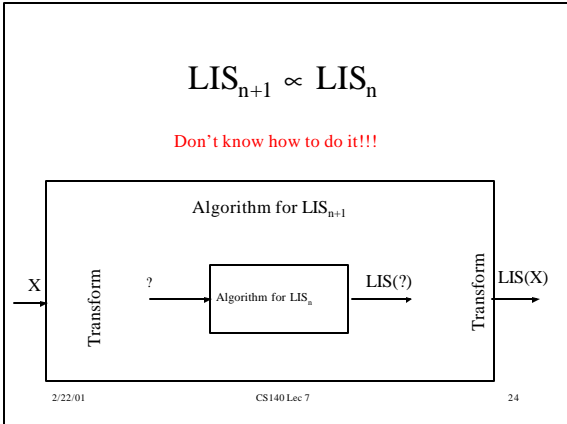 LISₙ₊₁ ∝ LISₙ
Don't know how to do it!!!
Algorithm for LISₙ₊₁
X
Transform
?
Algorithm for LISₙ
LIS(?)
Transform
LIS(X)
2/22/01
CS140 Lec 7
24